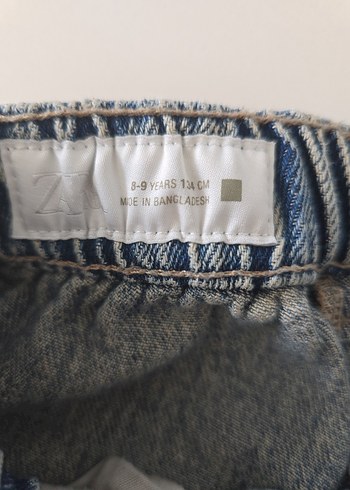 ZARA
8-9 YEARS 134 CM
MADE IN BANGLADESH